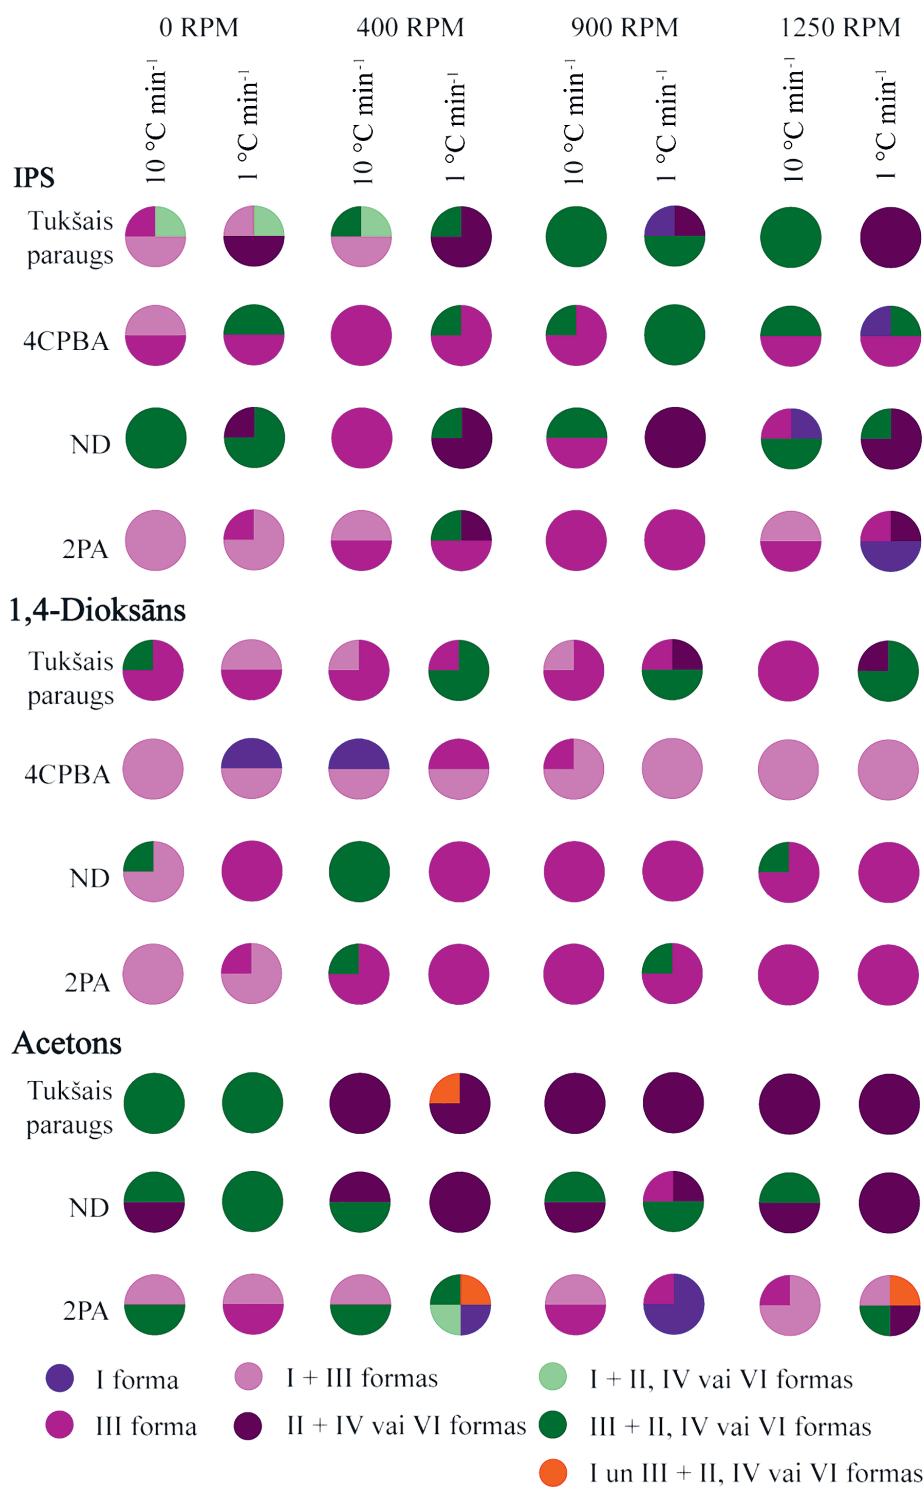 0 RPM 400 RPM 900 RPM 1250 RPM
10 °C min⁻¹ 1 °C min⁻¹ 10 °C min⁻¹ 1 °C min⁻¹ 10 °C min⁻¹ 1 °C min⁻¹ 10 °C min⁻¹ 1 °C min⁻¹
IPS
Tukšais
paraugs
4CPBA
ND
2PA
1,4-Dioksāns
Tukšais
paraugs
4CPBA
ND
2PA
Acetons
Tukšais
paraugs
ND
2PA
I forma I + III formas I + II, IV vai VI formas
III forma II + IV vai VI formas III + II, IV vai VI formas
I un III + II, IV vai VI formas